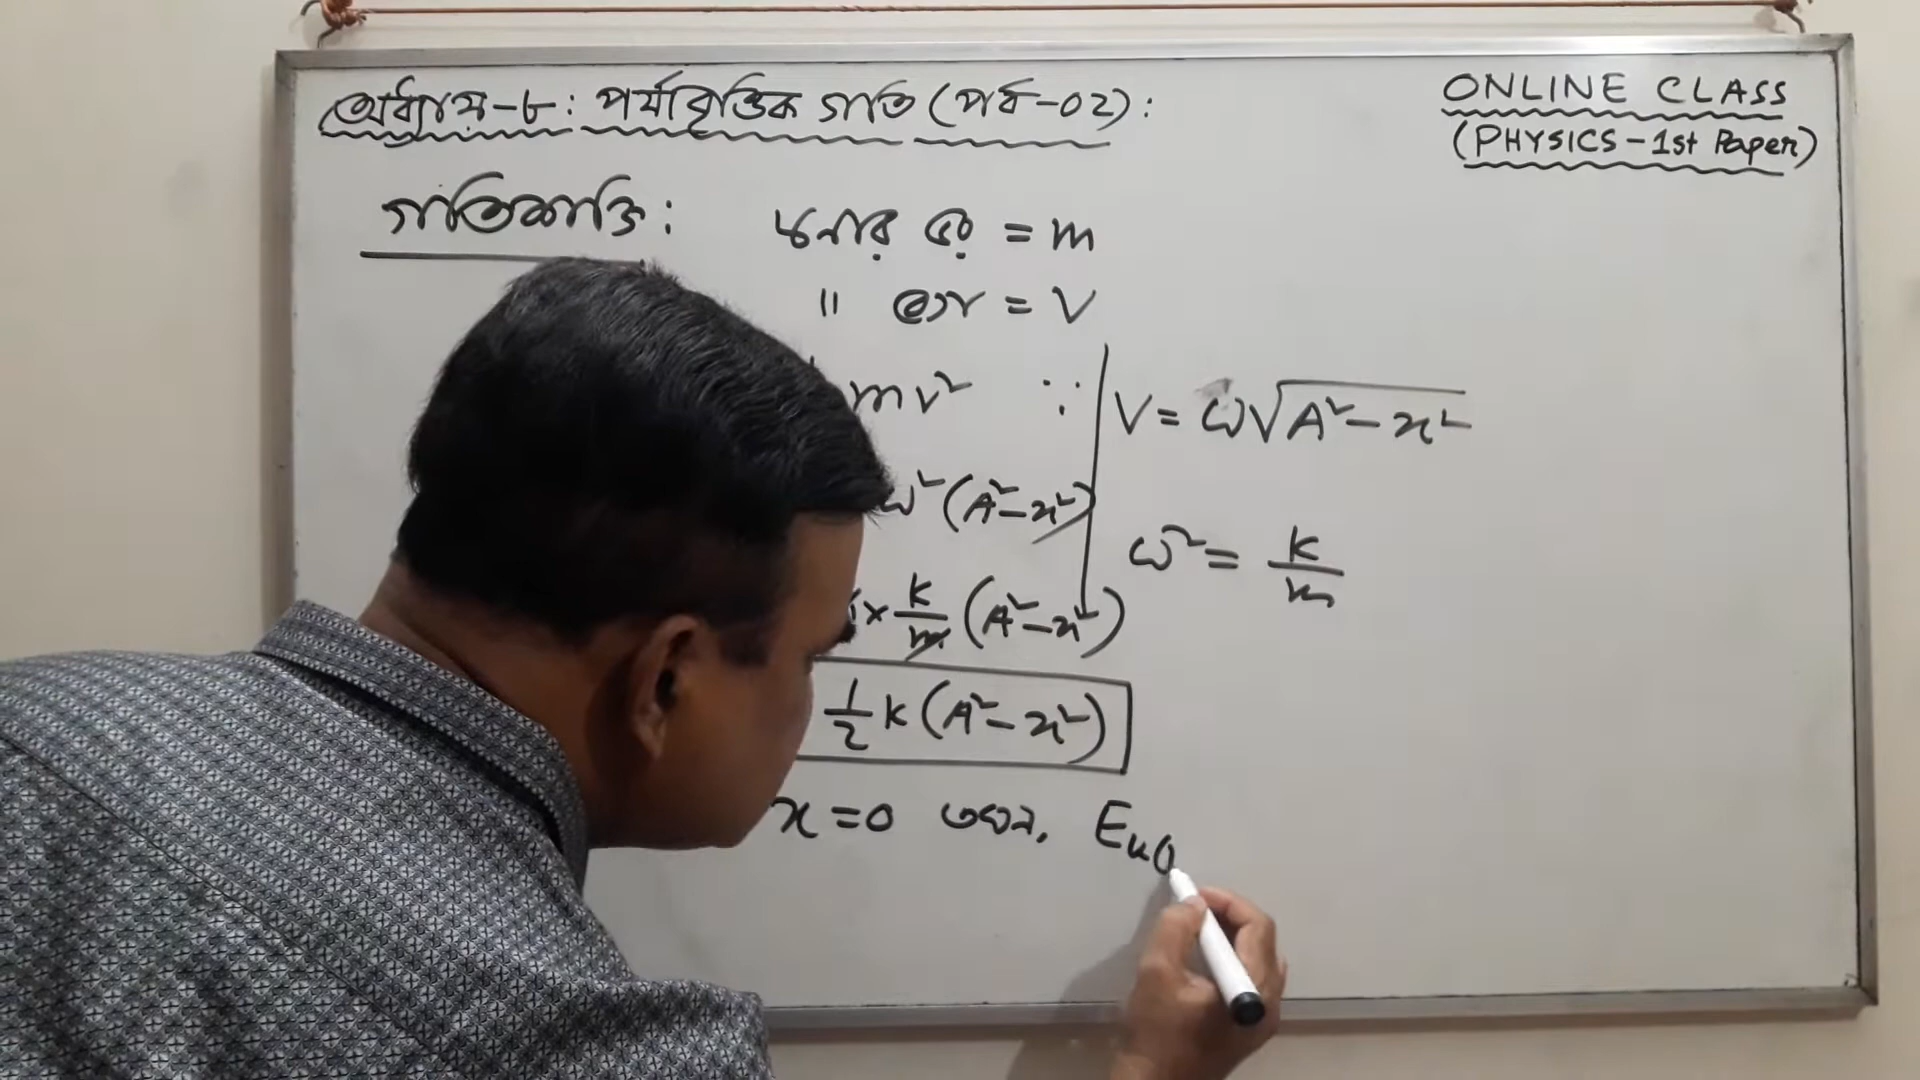 অধ্যায়-৮: পর্যাবৃত্তিক গতি (পর্ব-০২):
ONLINE CLASS
(PHYSICS-1st Paper)
গতিশক্তি:
কনার ভর = m
" বেগ = V
mv² ∵ V = ω√A²-x²
ω²(A²-x²)
ω² = k/m
× k/m (A²-x²)
½k(A²-x²)
x=0 তখন, Eₖ(